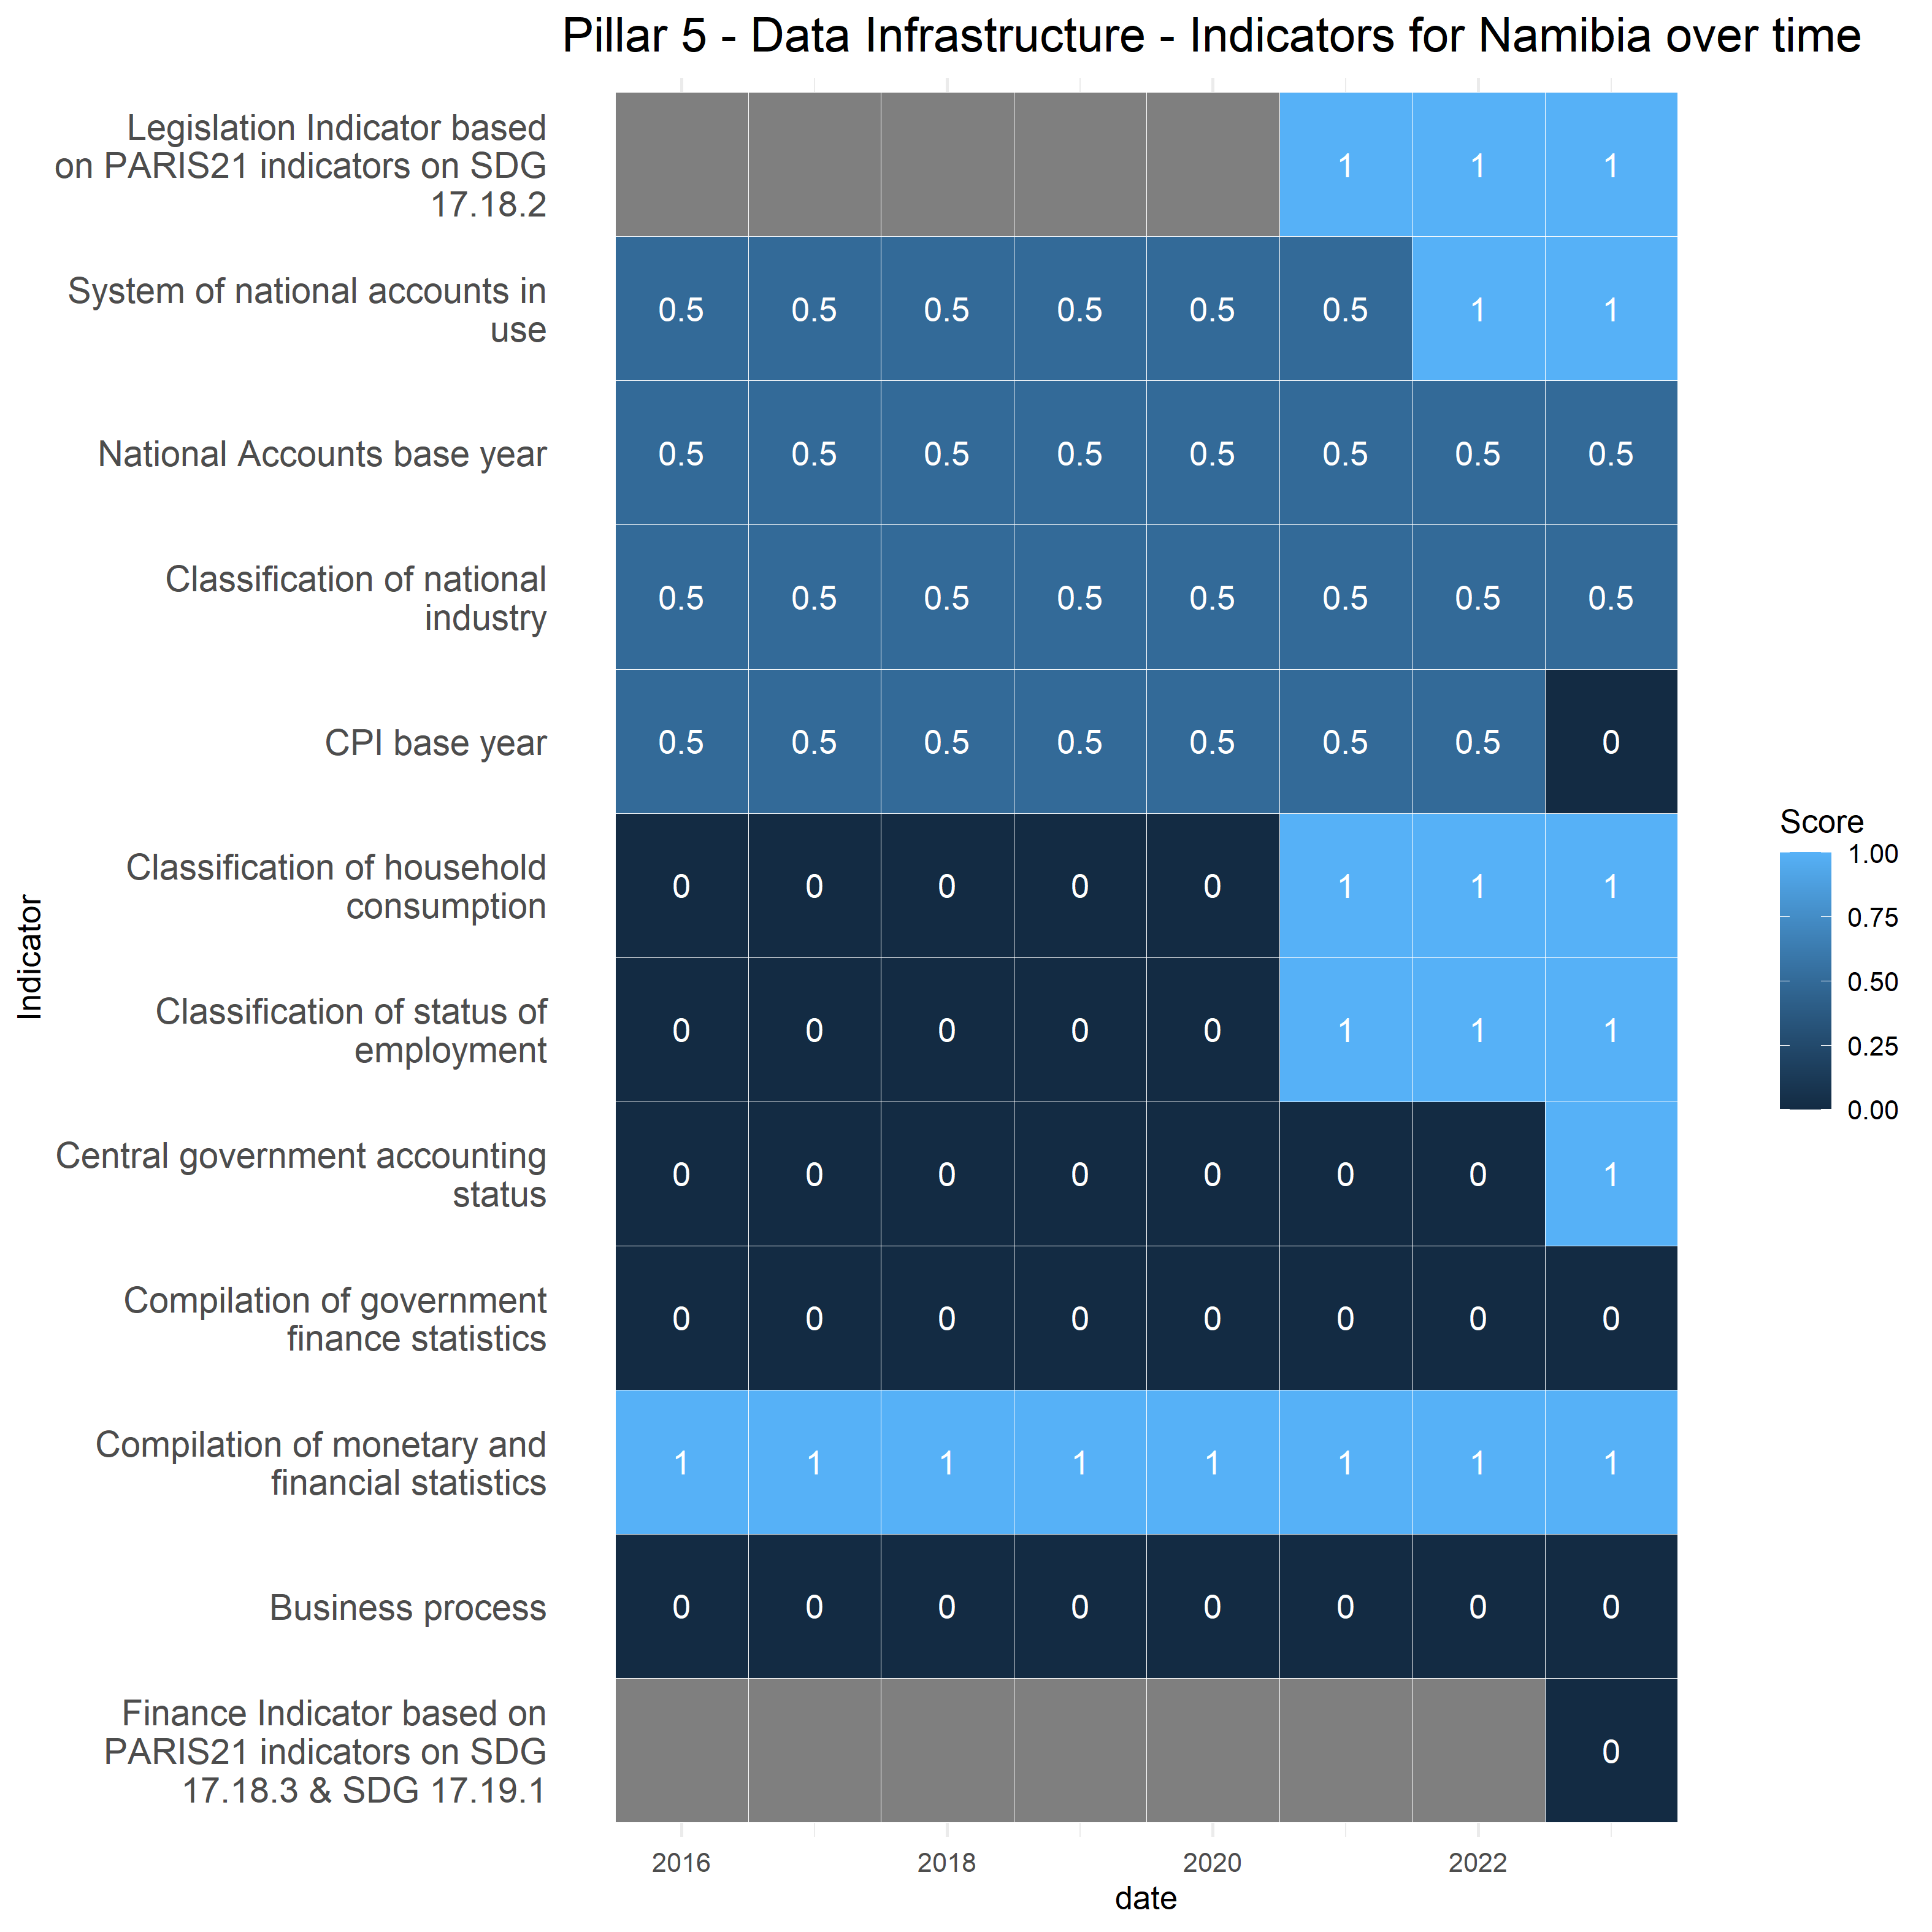 Pillar 5 - Data Infrastructure - Indicators for Namibia over time
Legislation Indicator based
on PARIS21 indicators on SDG
17.18.2
1 1 1
System of national accounts in
use
0.5 0.5 0.5 0.5 0.5 0.5 1 1
National Accounts base year
0.5 0.5 0.5 0.5 0.5 0.5 0.5 0.5
Classification of national
industry
0.5 0.5 0.5 0.5 0.5 0.5 0.5 0.5
CPI base year
0.5 0.5 0.5 0.5 0.5 0.5 0.5 0
Classification of household
consumption
0 0 0 0 0 1 1 1
Classification of status of
employment
0 0 0 0 0 1 1 1
Central government accounting
status
0 0 0 0 0 0 0 1
Compilation of government
finance statistics
0 0 0 0 0 0 0 0
Compilation of monetary and
financial statistics
1 1 1 1 1 1 1 1
Business process
0 0 0 0 0 0 0 0
Finance Indicator based on
PARIS21 indicators on SDG
17.18.3 & SDG 17.19.1
0
2016 2018 2020 2022
date
Indicator
Score
1.00
0.75
0.50
0.25
0.00